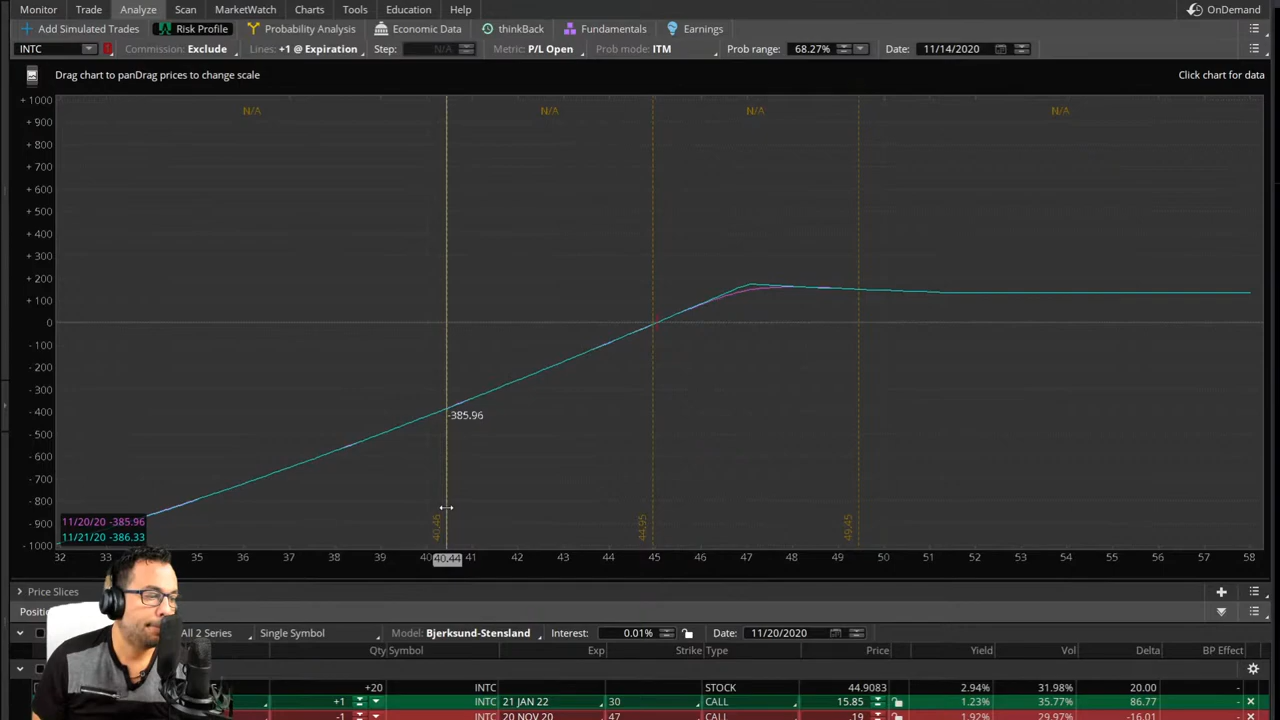 Monitor Trade Analyze Scan MarketWatch Charts Tools Education Help OnDemand
Add Simulated Trades Risk Profile Probability Analysis Economic Data thinkBack Fundamentals Earnings
INTC Commission: Exclude Lines: +1 @ Expiration Step: N/A Metric: P/L Open Prob mode: ITM Prob range: 68.27% Date: 11/14/2020
Drag chart to panDrag prices to change scale Click chart for data
+ 1000
N/A N/A N/A N/A
+ 900
+ 800
+ 700
+ 600
+ 500
+ 400
+ 300
+ 200
+ 100
0
- 100
- 200
- 300
- 400
-385.96
- 500
- 600
- 700
- 800
- 900
- 1000
11/20/20 -385.96
11/21/20 -386.33
44.95 49.45
32 33 34 35 36 37 38 39 40 40.44 41 42 43 44 45 46 47 48 49 50 51 52 53 54 55 56 57 58
Price Slices
All 2 Series Single Symbol Model: Bjerksund-Stensland Interest: 0.01% Date: 11/20/2020
Qty Symbol Exp Strike Type Price Yield Vol Delta BP Effect
+20 INTC STOCK 44.9083 2.94% 31.98% 20.00 -
+1 INTC 21 JAN 22 30 CALL 15.85 1.23% 35.77% 86.77 -
-1 INTC 20 NOV 20 47 CALL .19 1.92% 29.97% -16.01 -